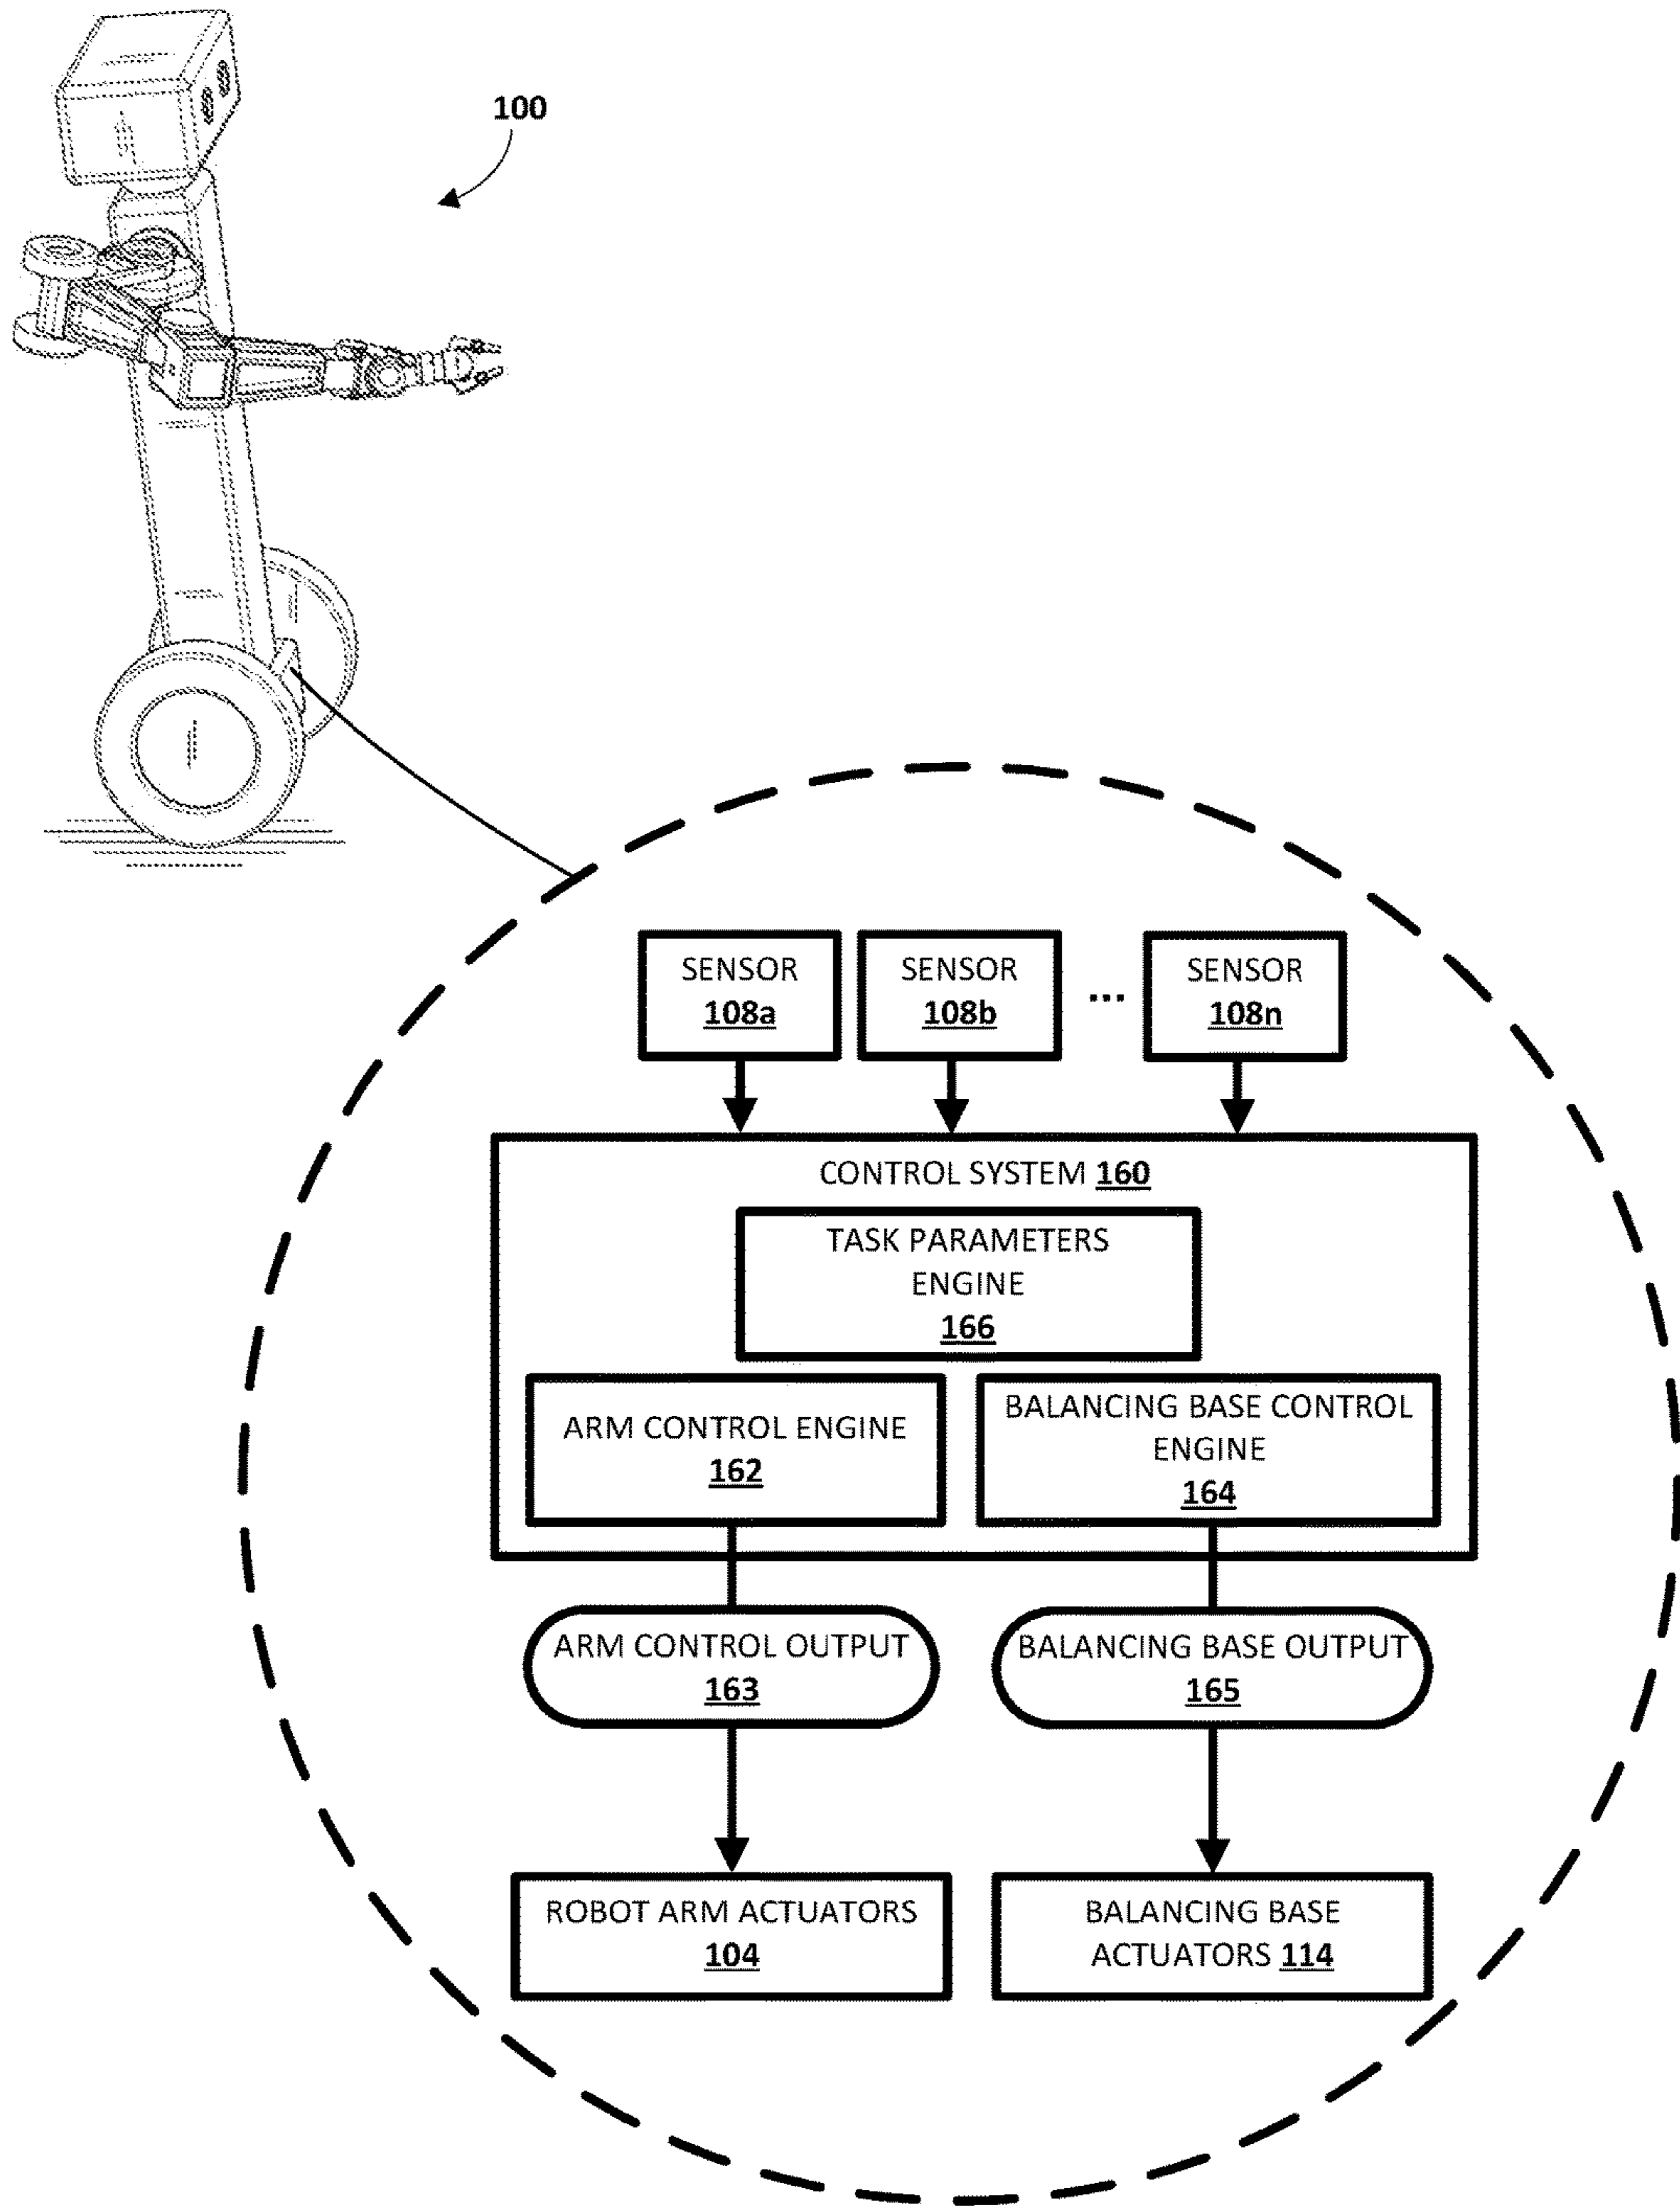 100
SENSOR
108a
SENSOR
108b
...
SENSOR
108n
CONTROL SYSTEM 160
TASK PARAMETERS
ENGINE
166
ARM CONTROL ENGINE
162
BALANCING BASE CONTROL
ENGINE
164
ARM CONTROL OUTPUT
163
BALANCING BASE OUTPUT
165
ROBOT ARM ACTUATORS
104
BALANCING BASE
ACTUATORS 114